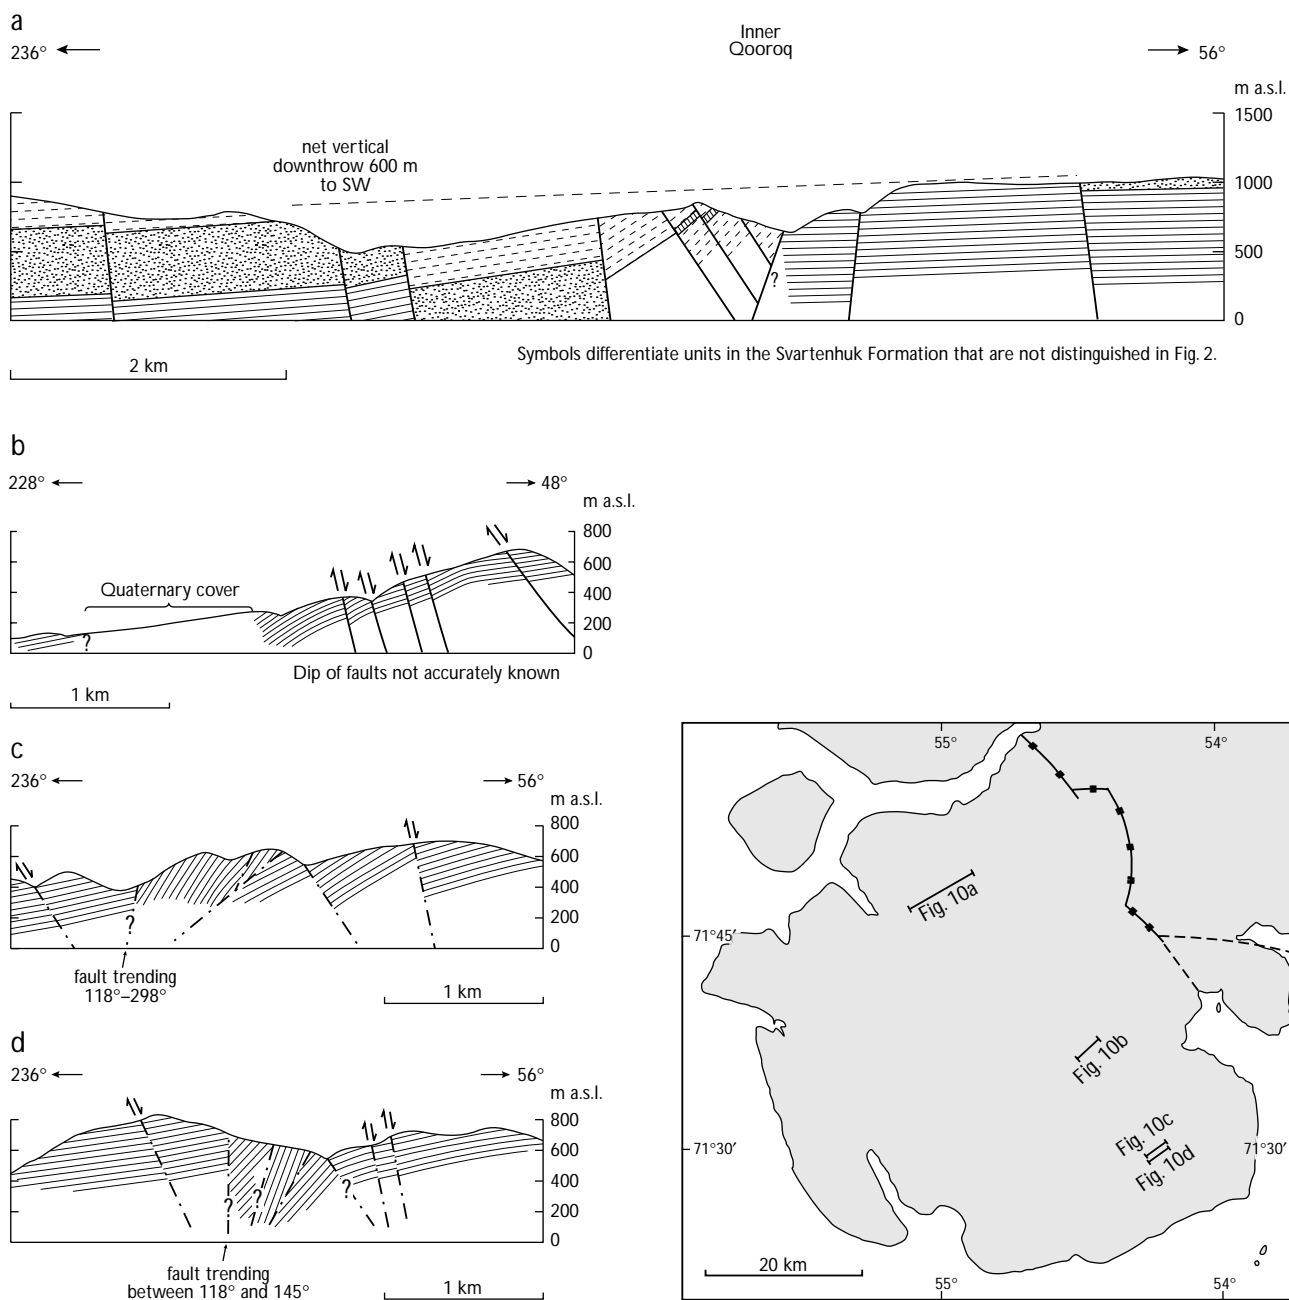 a
236°
Inner
Qooroq
56°
m a.s.l.
1500
1000
500
0
net vertical
downthrow 600 m
to SW
?
2 km
Symbols differentiate units in the Svartenhuk Formation that are not distinguished in Fig. 2.
b
228°
48°
m a.s.l.
800
600
400
200
0
Quaternary cover
?
Dip of faults not accurately known
1 km
c
236°
56°
m a.s.l.
800
600
400
200
0
?
fault trending
118°–298°
1 km
d
236°
56°
m a.s.l.
800
600
400
200
0
?
?
?
fault trending
between 118° and 145°
1 km
55°
54°
Fig. 10a
71°45′
Fig. 10b
Fig. 10c
Fig. 10d
71°30′
71°30′
20 km
55°
54°